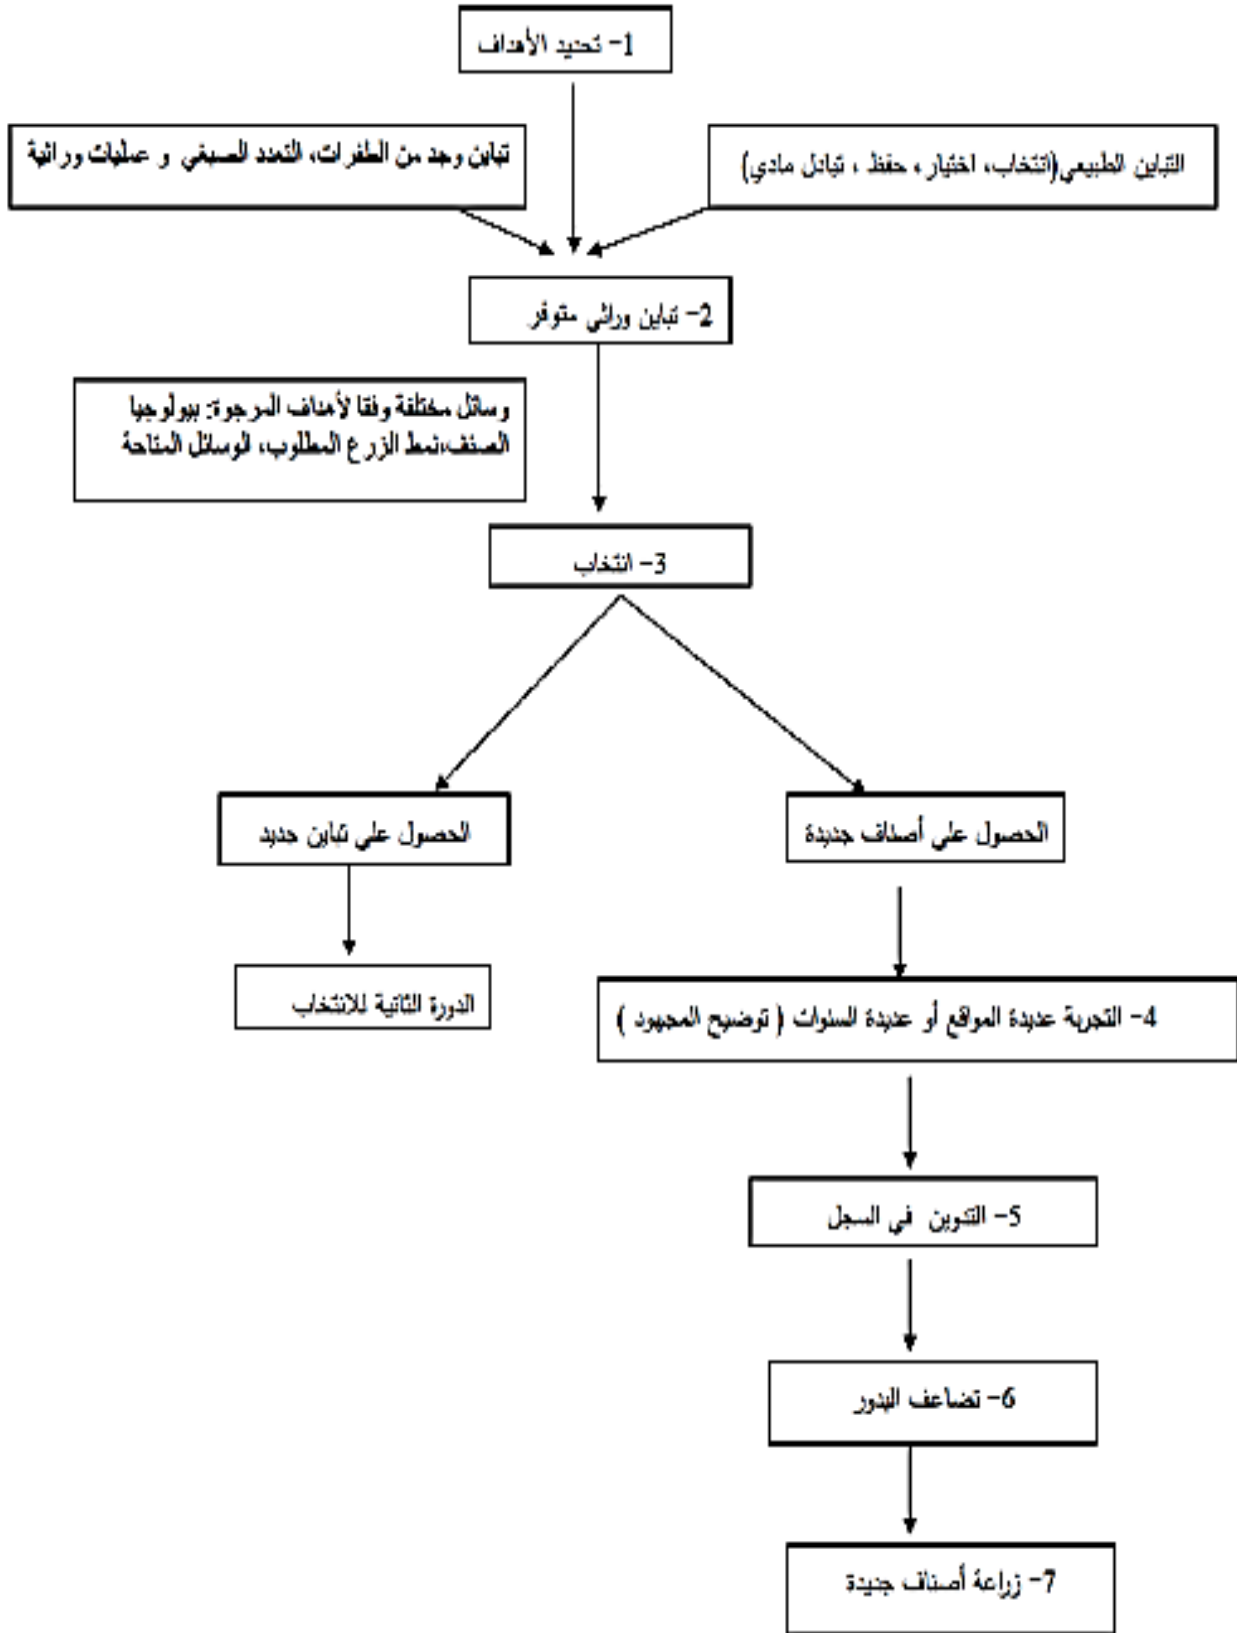 1- تحديد الأهداف
التباين الطبيعي(انتخاب، اختيار ، حفظ ، تبادل مادي)
تباين وجد من الطفرات، التعدد الصبغي و عمليات وراثية
2- تباين وراثي متوفر
وسائل مختلفة وفقا لأهداف المرجوة: بيولوجيا
الصنف،نمط الزرع المطلوب، الوسائل المتاحة
3- انتخاب
الحصول على أصناف جديدة
الحصول على تباين جديد
الدورة الثانية للانتخاب
4- التجربة عديدة المواقع أو عديدة السنوات ( توضيح المجهود )
5- التدوين في السجل
6- تضاعف البدور
7- زراعة أصناف جديدة